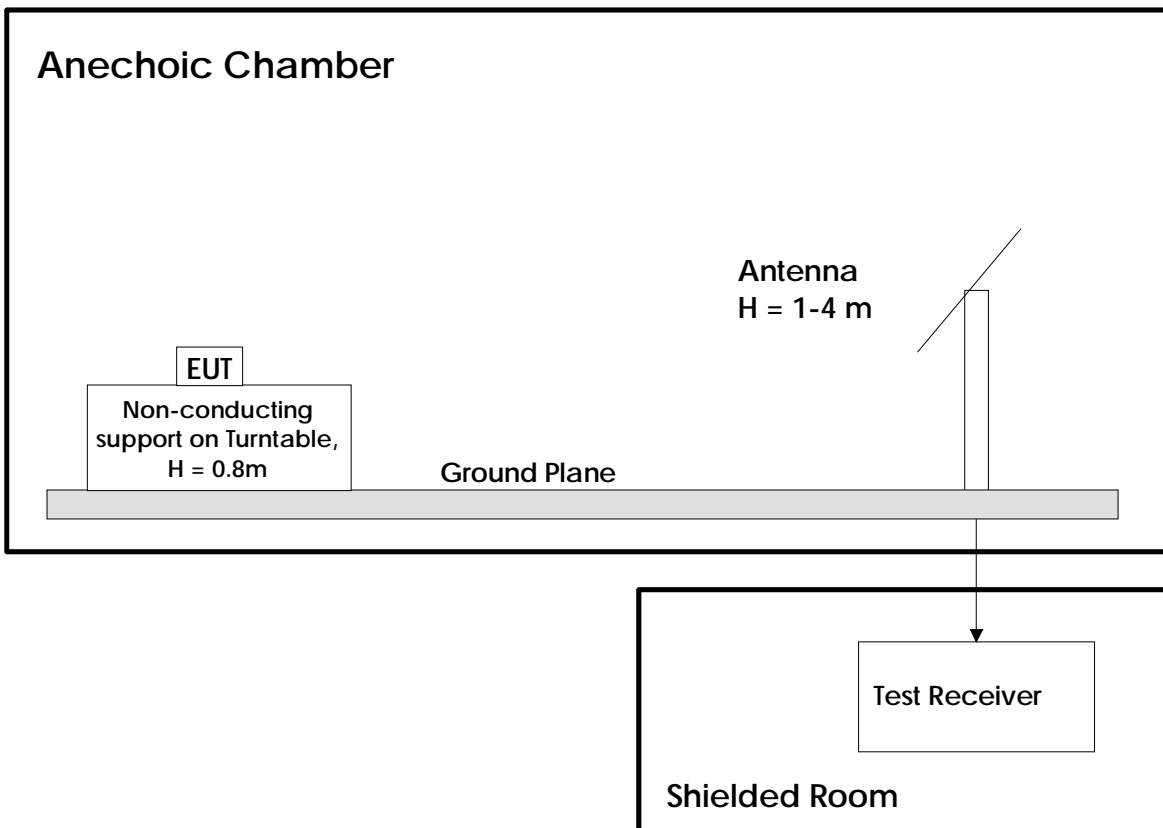 Anechoic Chamber
Antenna
H = 1-4 m
EUT
Non-conducting
support on Turntable,
H = 0.8m
Ground Plane
Test Receiver
Shielded Room